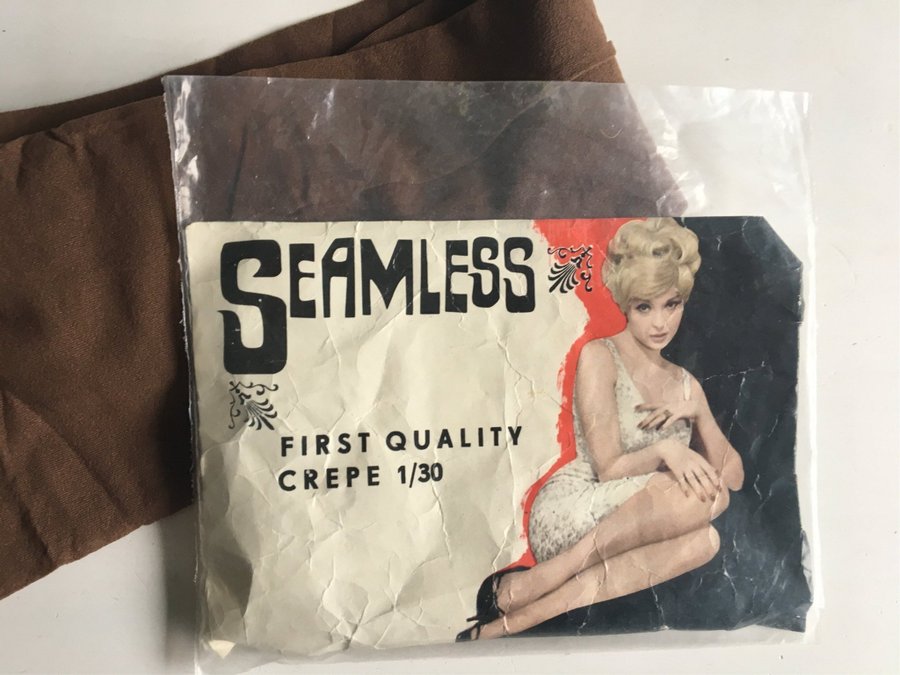 SEAMLESS
FIRST QUALITY
CREPE 1/30